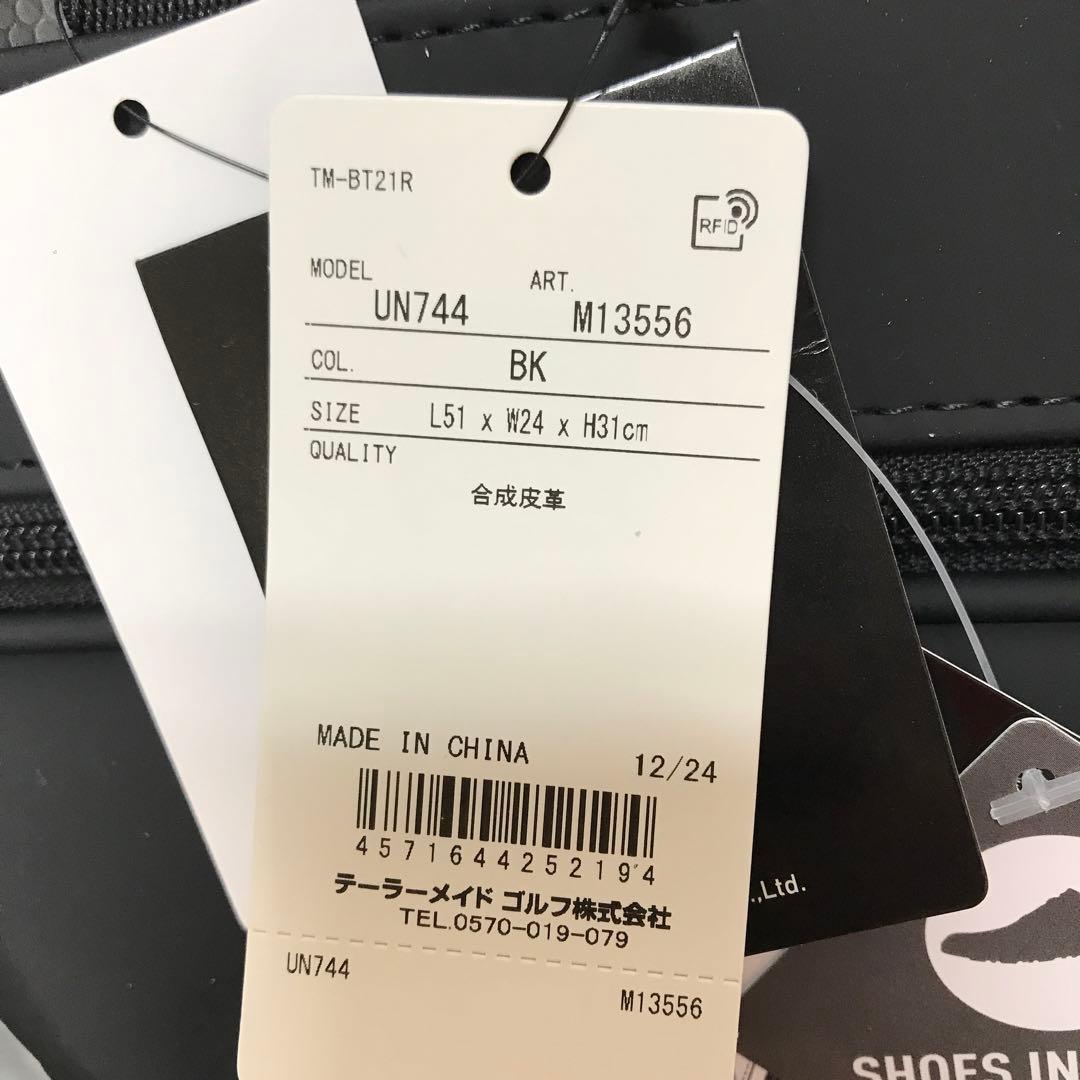 TM-BT21R
RFID
MODEL UN744 ART. M13556
COL. BK
SIZE L51 x W24 x H31cm
QUALITY
合成皮革
MADE IN CHINA 12/24
4571644252194
テーラーメイド ゴルフ株式会社
TEL.0570-019-079
UN744
M13556
.,Ltd.
SHOES IN